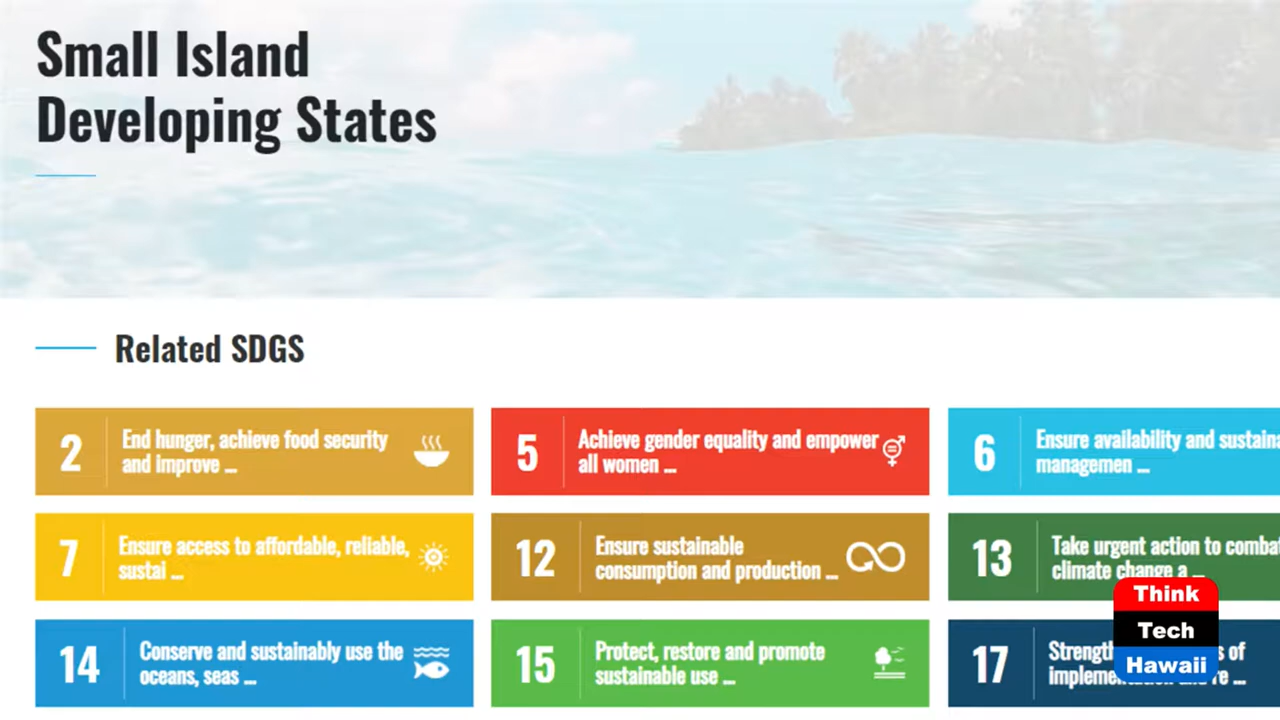 Small Island
Developing States
Related SDGS
2
End hunger, achieve food security
and improve ...
5
Achieve gender equality and empower
all women ...
6
Ensure availability and
managemen ...
7
Ensure access to affordable, reliable,
sustai ...
12
Ensure sustainable
consumption and production ...
13
Take urgent action to
climate change a ...
14
Conserve and sustainably use the
oceans, seas ...
15
Protect, restore and promote
sustainable use ...
17
of
Think
Tech
Hawaii